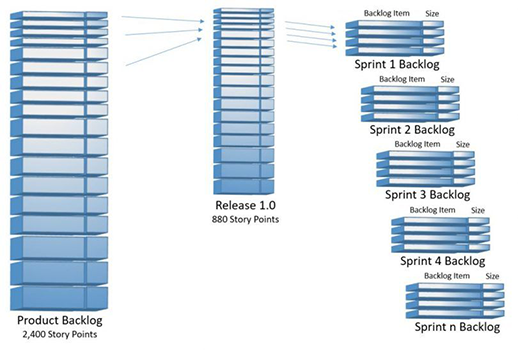 Backlog Item Size
Sprint 1 Backlog
Backlog Item Size
Sprint 2 Backlog
Backlog Item Size
Sprint 3 Backlog
Release 1.0
880 Story Points
Backlog Item Size
Sprint 4 Backlog
Backlog Item Size
Sprint n Backlog
Product Backlog
2,400 Story Points